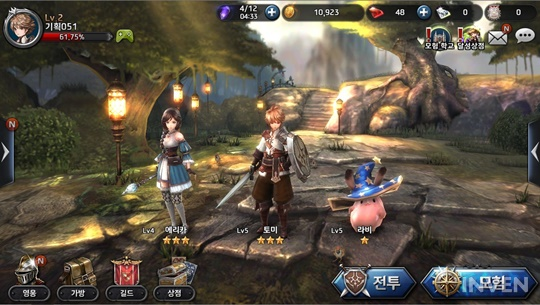 Lv.2
기획051
61.75%
4/12
04:33
10,923
48
0
모험 학교
달성상점
N
N
Lv4 에리카
Lv5 토미
Lv5 라비
N
영웅
가방
길드
상점
전투
모험
INVEN